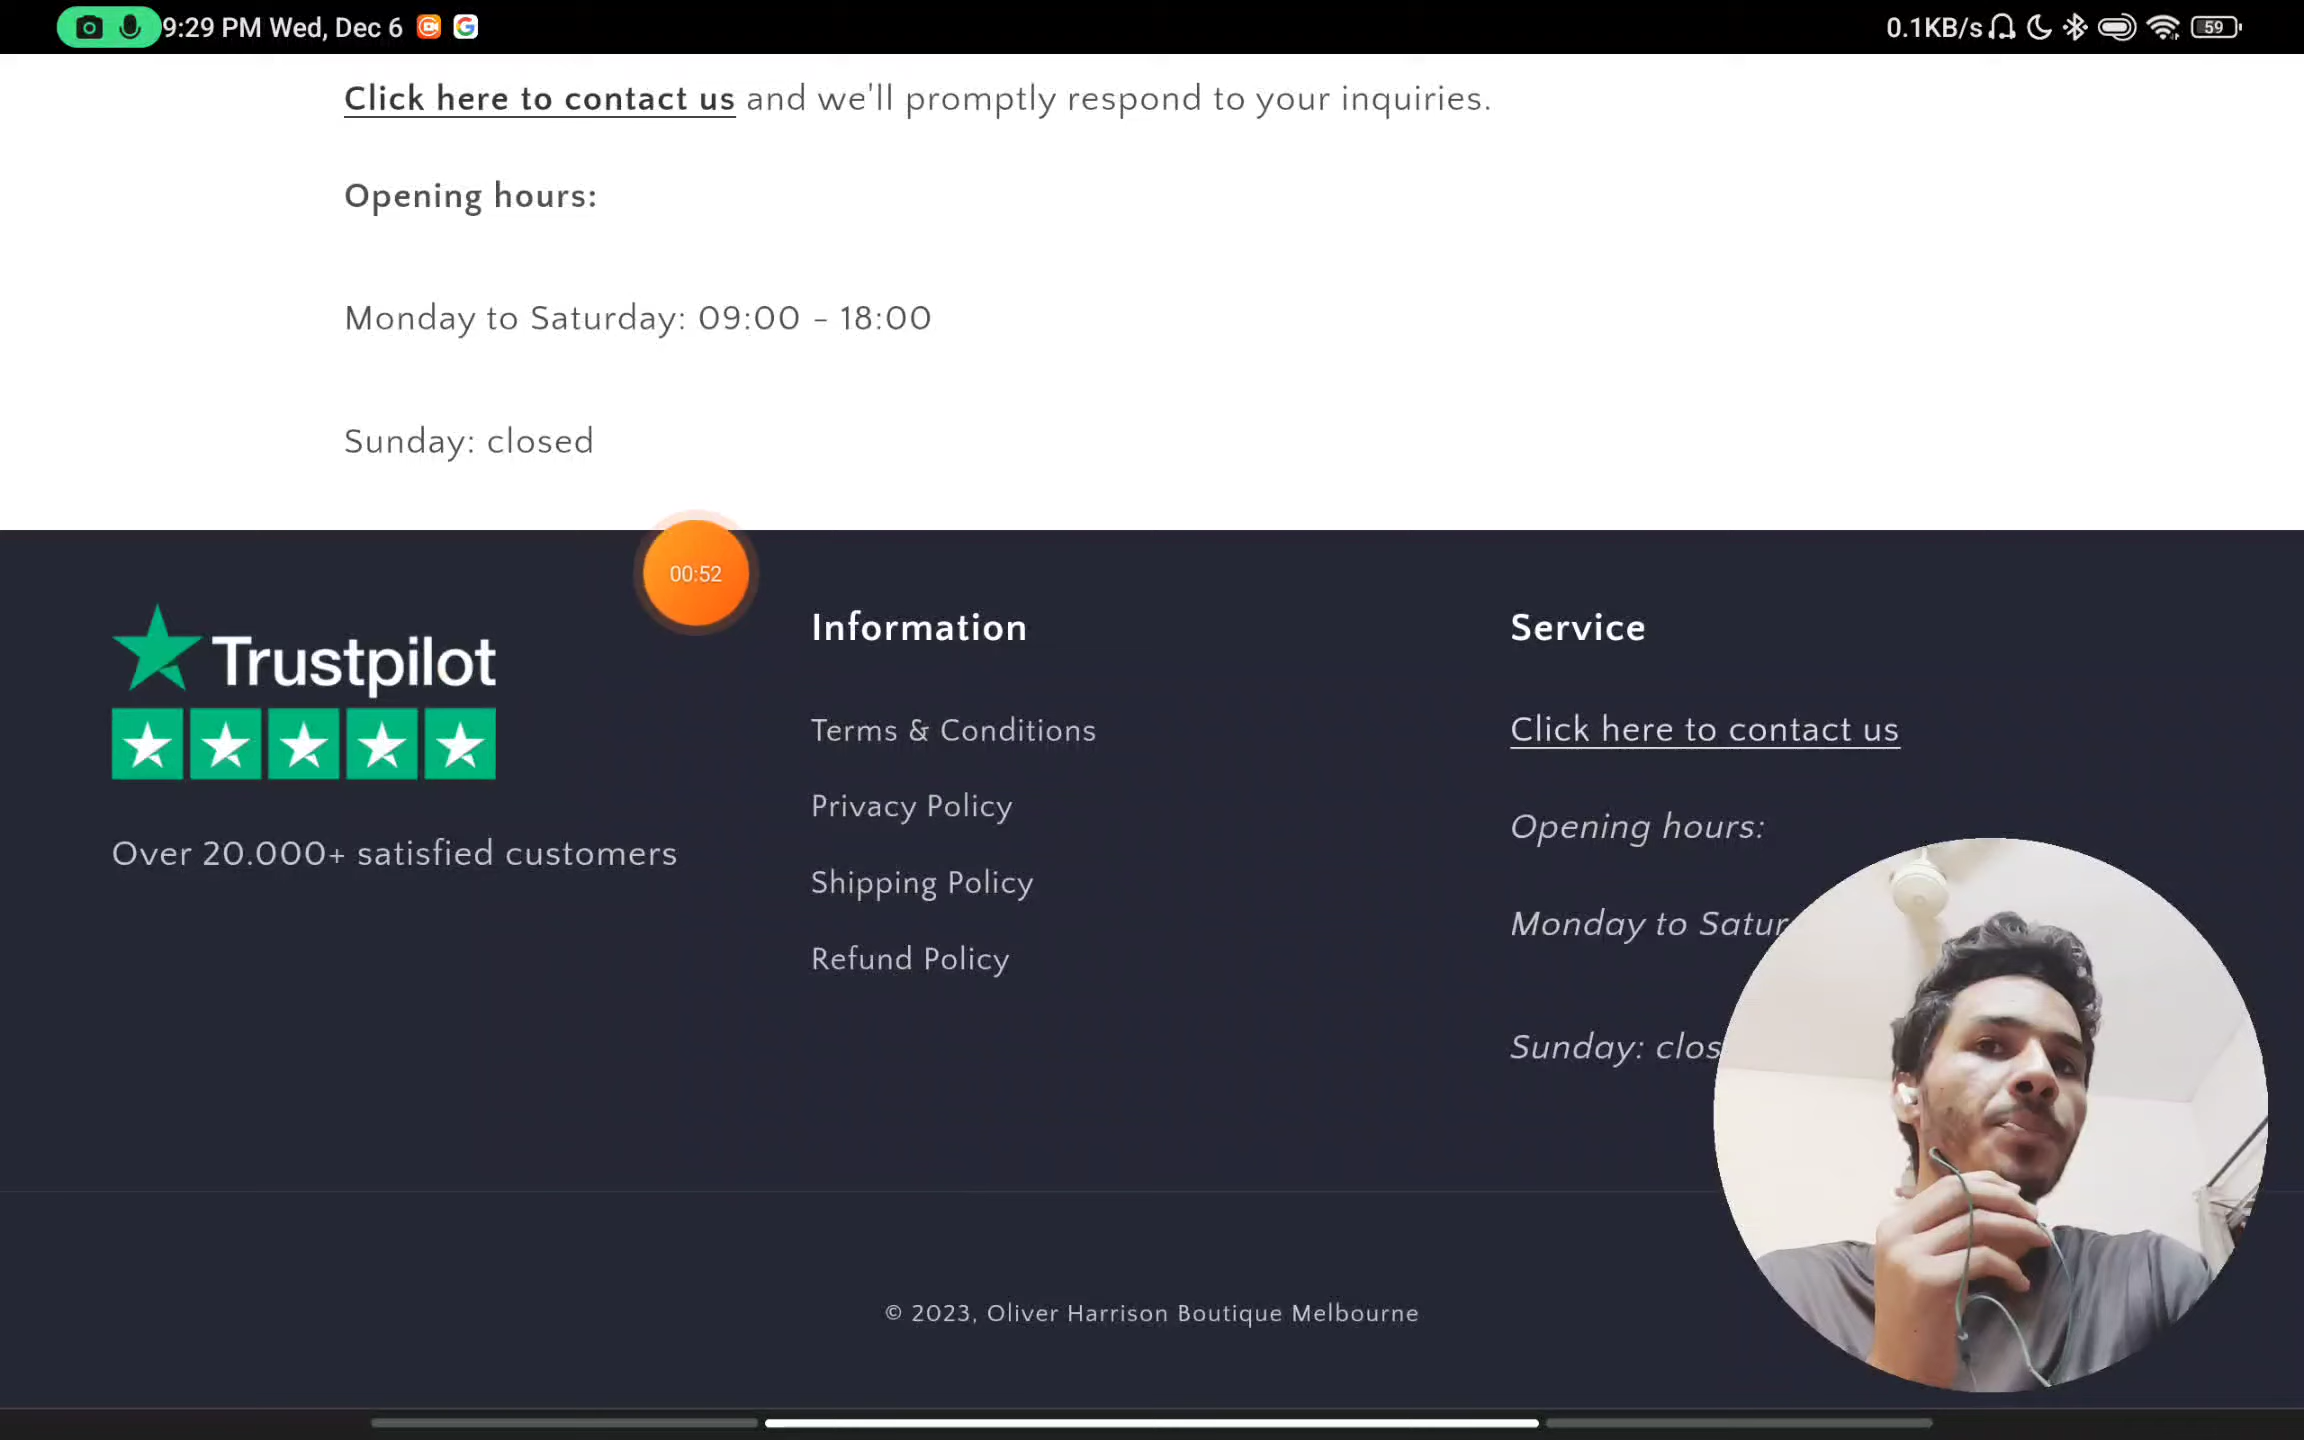 9:29 PM Wed, Dec 6
0.1KB/s
59
Click here to contact us and we'll promptly respond to your inquiries.
Opening hours:
Monday to Saturday: 09:00 – 18:00
Sunday: closed
00:52
Trustpilot
Over 20.000+ satisfied customers
Information
Terms & Conditions
Privacy Policy
Shipping Policy
Refund Policy
Service
Click here to contact us
Opening hours:
Monday to Satur
Sunday: clos
© 2023, Oliver Harrison Boutique Melbourne